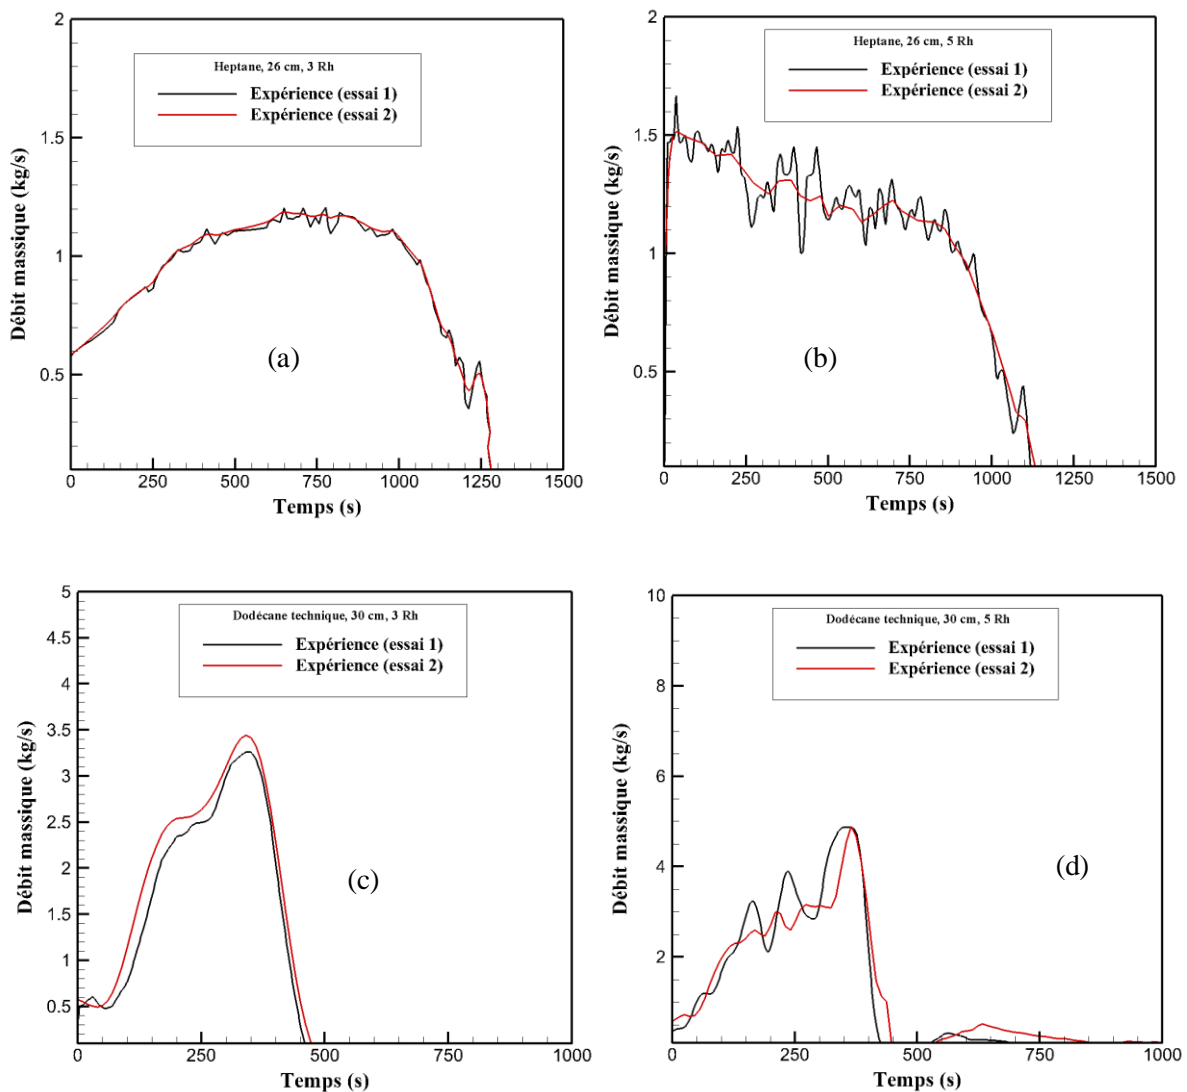 Heptane, 26 cm, 3 Rh
Expérience (essai 1)
Expérience (essai 2)
Débit massique (kg/s)
2
1.5
1
0.5
(a)
0 250 500 750 1000 1250 1500
Temps (s)
Heptane, 26 cm, 5 Rh
Expérience (essai 1)
Expérience (essai 2)
Débit massique (kg/s)
2
1.5
1
0.5
(b)
0 250 500 750 1000 1250 1500
Temps (s)
Dodécane technique, 30 cm, 3 Rh
Expérience (essai 1)
Expérience (essai 2)
Débit massique (kg/s)
5
4.5
4
3.5
3
2.5
2
1.5
1
0.5
(c)
0 250 500 750 1000
Temps (s)
Dodécane technique, 30 cm, 5 Rh
Expérience (essai 1)
Expérience (essai 2)
Débit massique (kg/s)
10
8
6
4
2
(d)
0 250 500 750 1000
Temps (s)